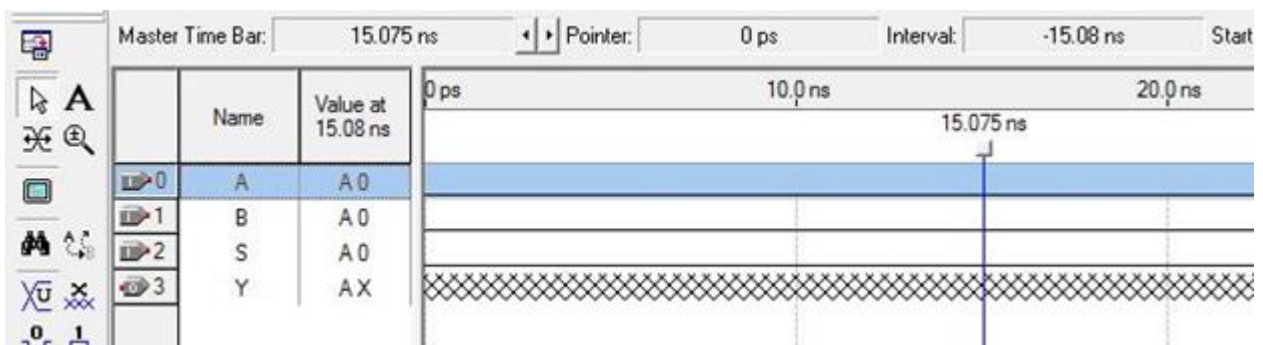 Master Time Bar: 15.075 ns Pointer: 0 ps Interval: -15.08 ns Start
A
Name Value at 15.08 ns 0 ps 10.0 ns 20.0 ns
15.075 ns
0 A A 0
1 B A 0
2 S A 0
3 Y A X
0 1